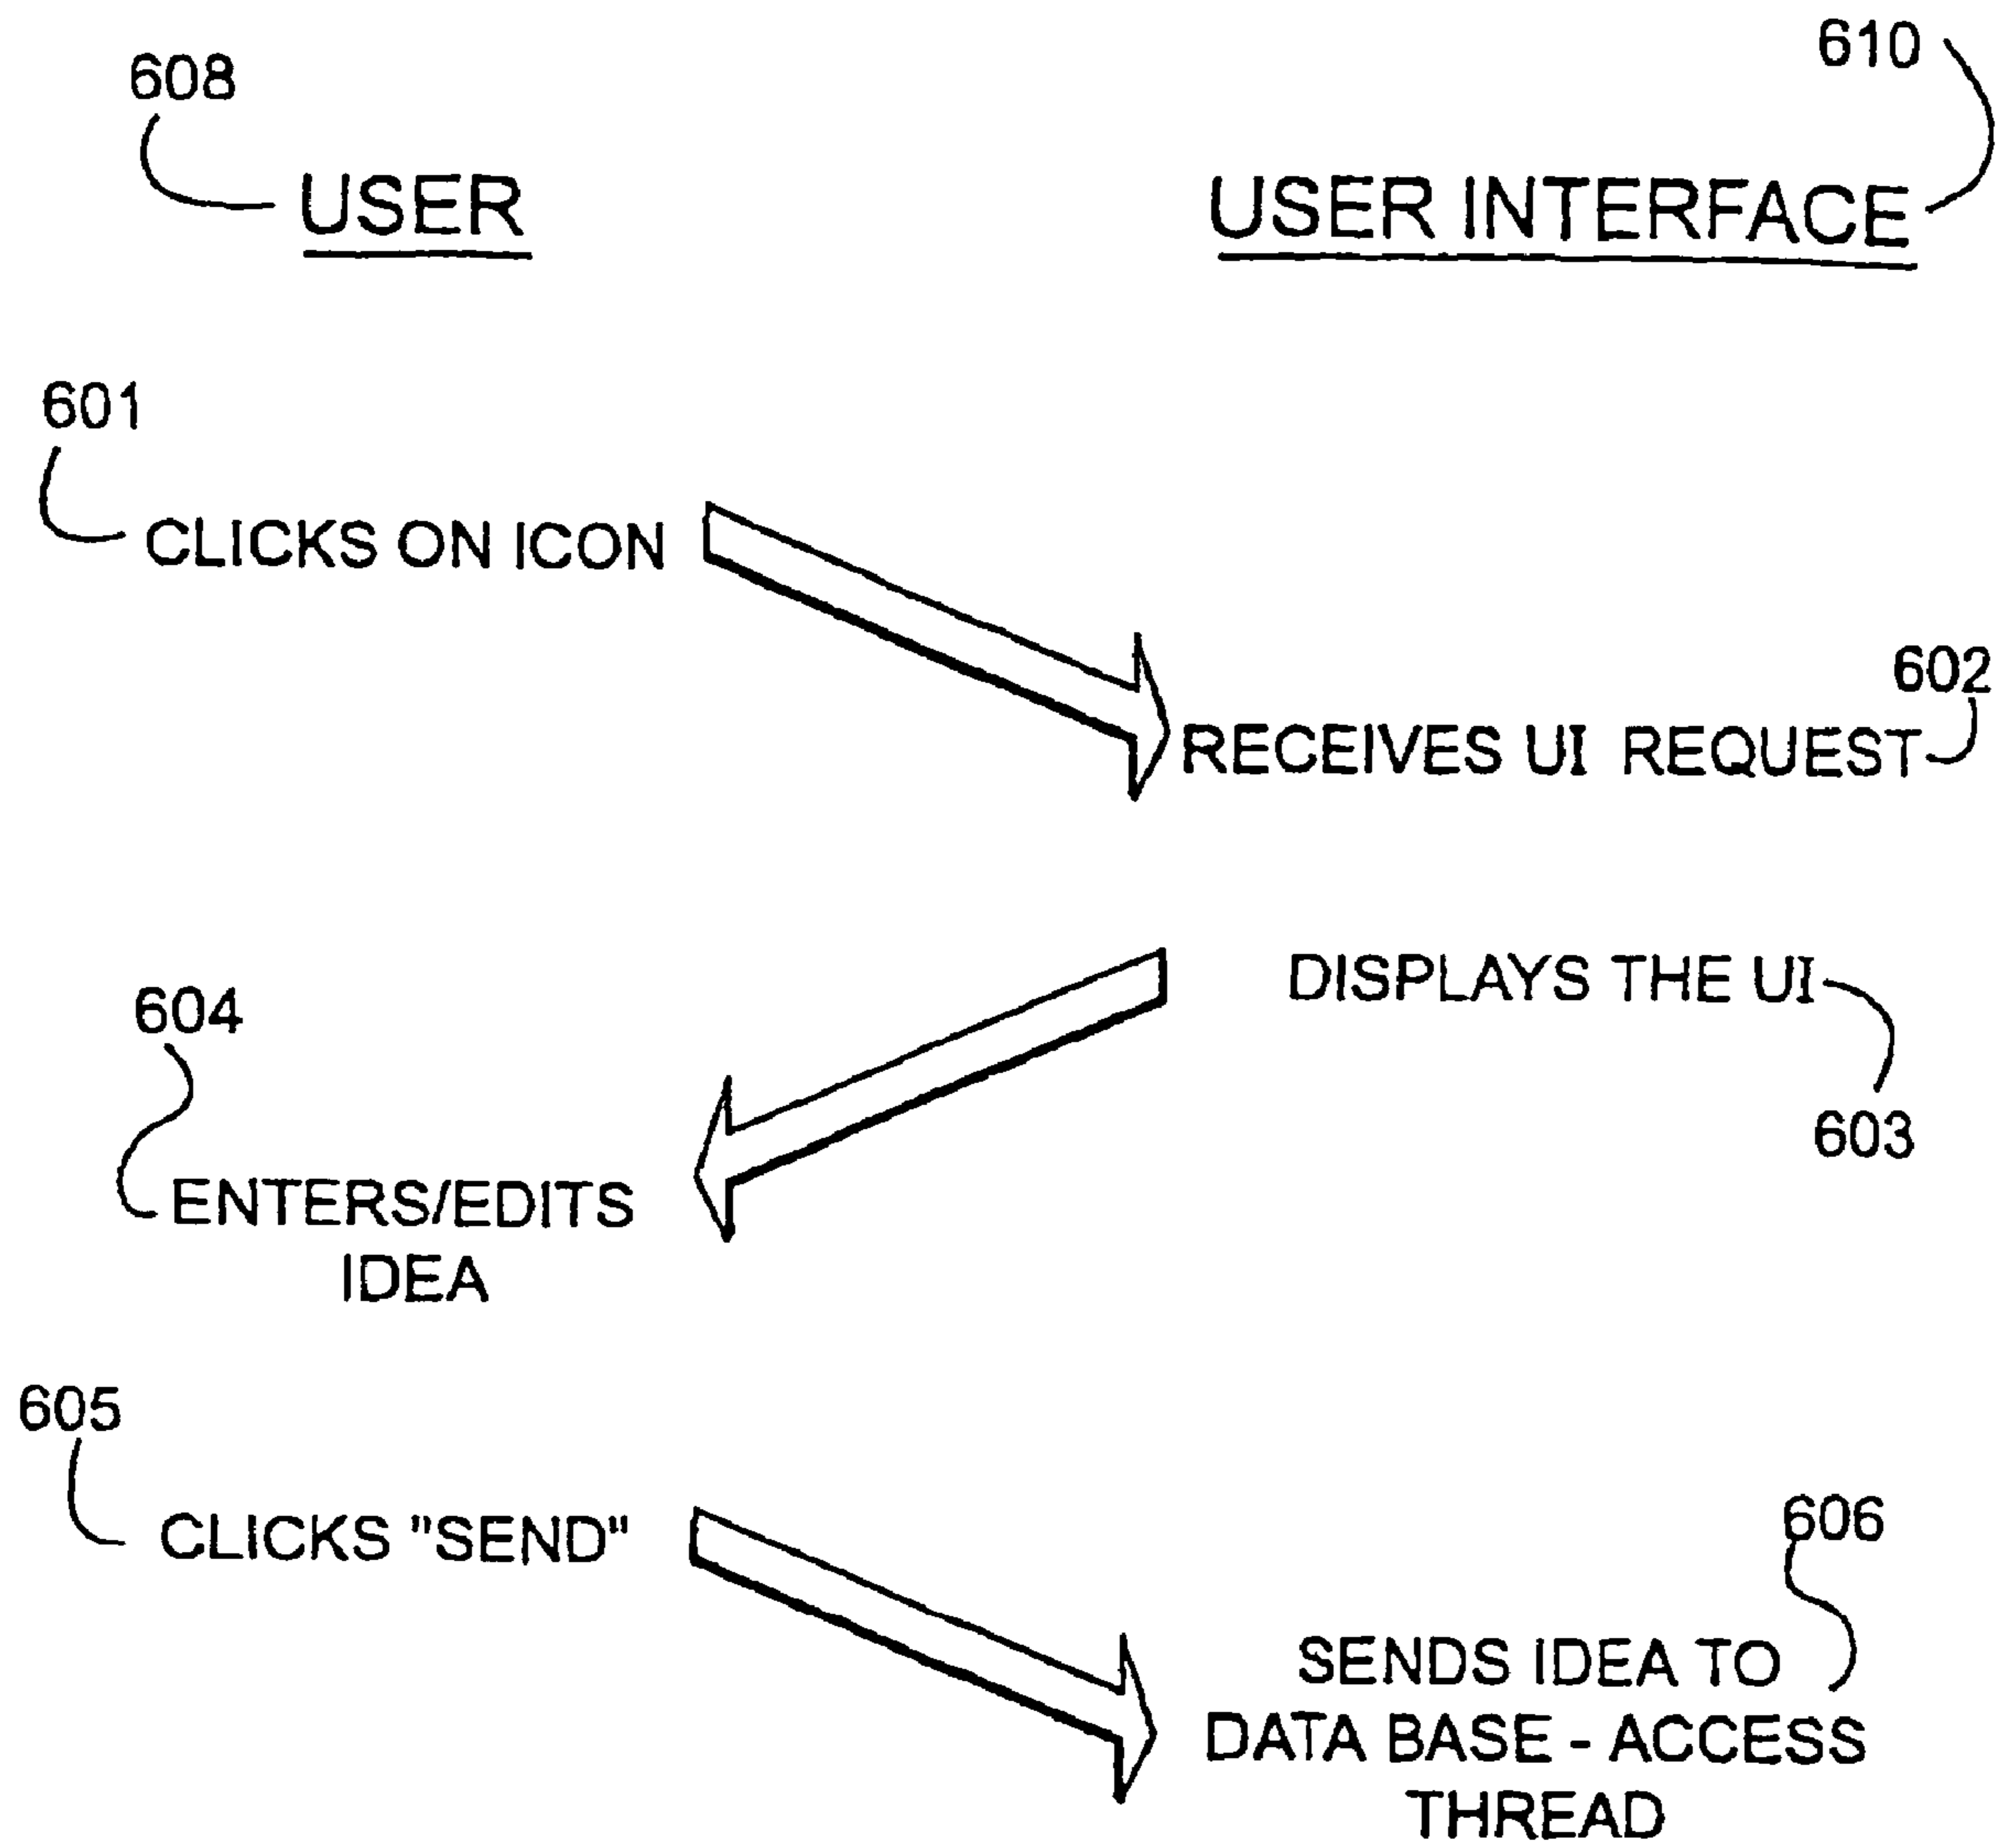 610
608
USER
USER INTERFACE
601
CLICKS ON ICON
602
RECEIVES UI REQUEST
DISPLAYS THE UI
604
603
ENTERS/EDITS
IDEA
605
CLICKS "SEND"
606
SENDS IDEA TO
DATA BASE - ACCESS
THREAD